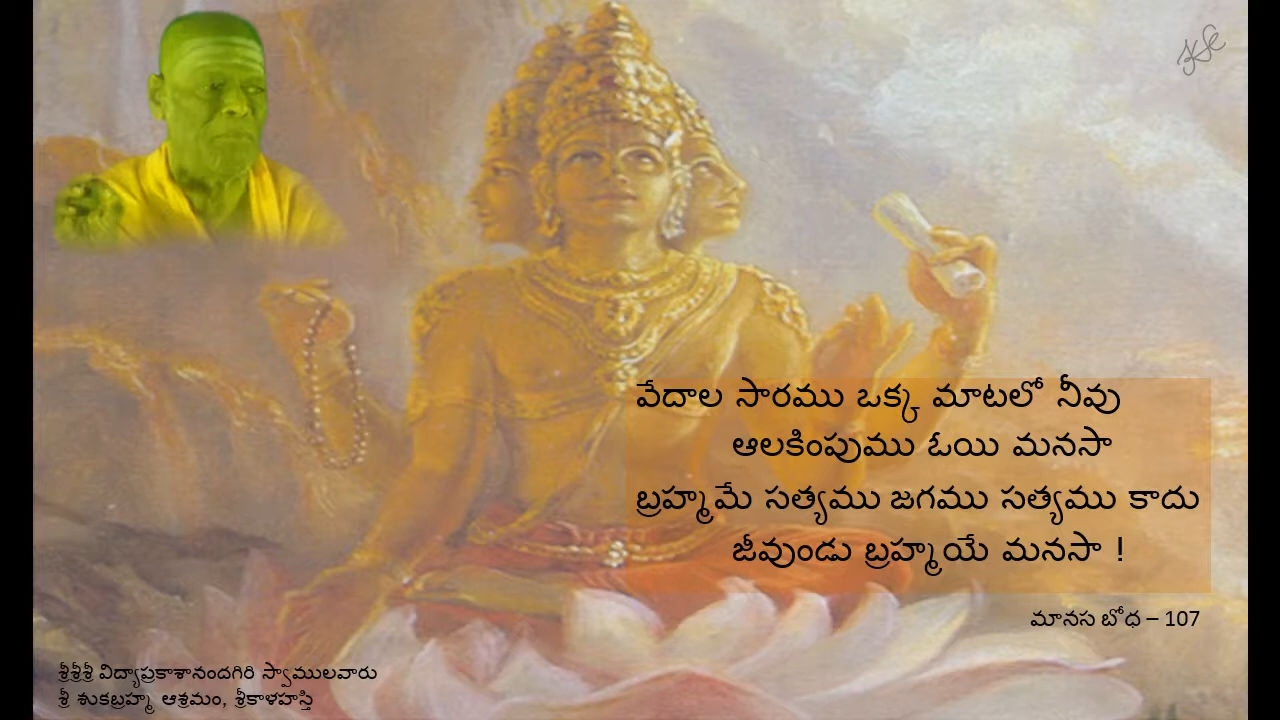 వేదాల సారము ఒక్క మాటలో నీవు
ఆలకింపుము ఓయి మనసా
బ్రహ్మమే సత్యము జగము సత్యము కాదు
జీవుండు బ్రహ్మయే మనసా !
మానస బోధ – 107
శ్రీశ్రీశ్రీ విద్యాప్రకాశానందగిరి స్వాములవారు
శ్రీ శుకబ్రహ్మ ఆశ్రమం, శ్రీకాళహస్తి